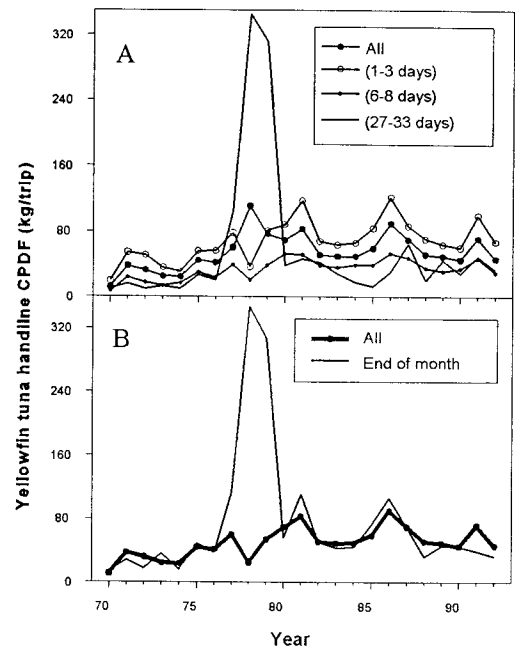 320
240
160
80
0
A
All
(1-3 days)
(6-8 days)
(27-33 days)
Yellowfin tuna handline CPDF (kg/trip)
320
240
160
80
0
B
All
End of month
70 75 80 85 90
Year